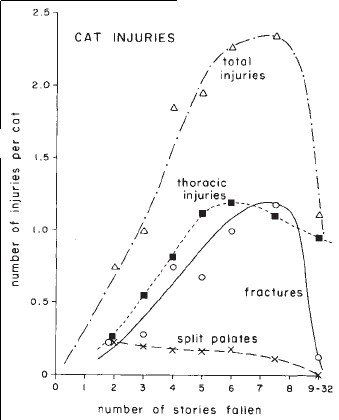 CAT INJURIES
2.5
2.0
1.5
1.0
0.5
0
number of injuries per cat
total
injuries
thoracic
injuries
fractures
split palates
0 1 2 3 4 5 6 7 8 9-32
number of stories fallen